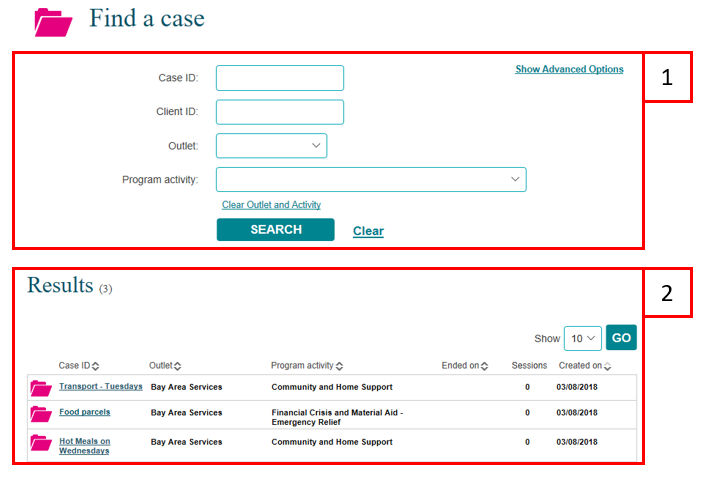 Find a case
Show Advanced Options
1
Case ID:
Client ID:
Outlet:
Program activity:
Clear Outlet and Activity
SEARCH Clear
Results (3)
2
Show 10 GO
Case ID Outlet Program activity Ended on Sessions Created on
Transport - Tuesdays Bay Area Services Community and Home Support 0 03/08/2018
Food parcels Bay Area Services Financial Crisis and Material Aid - 0 03/08/2018
Emergency Relief
Hot Meals on Bay Area Services Community and Home Support 0 03/08/2018
Wednesdays